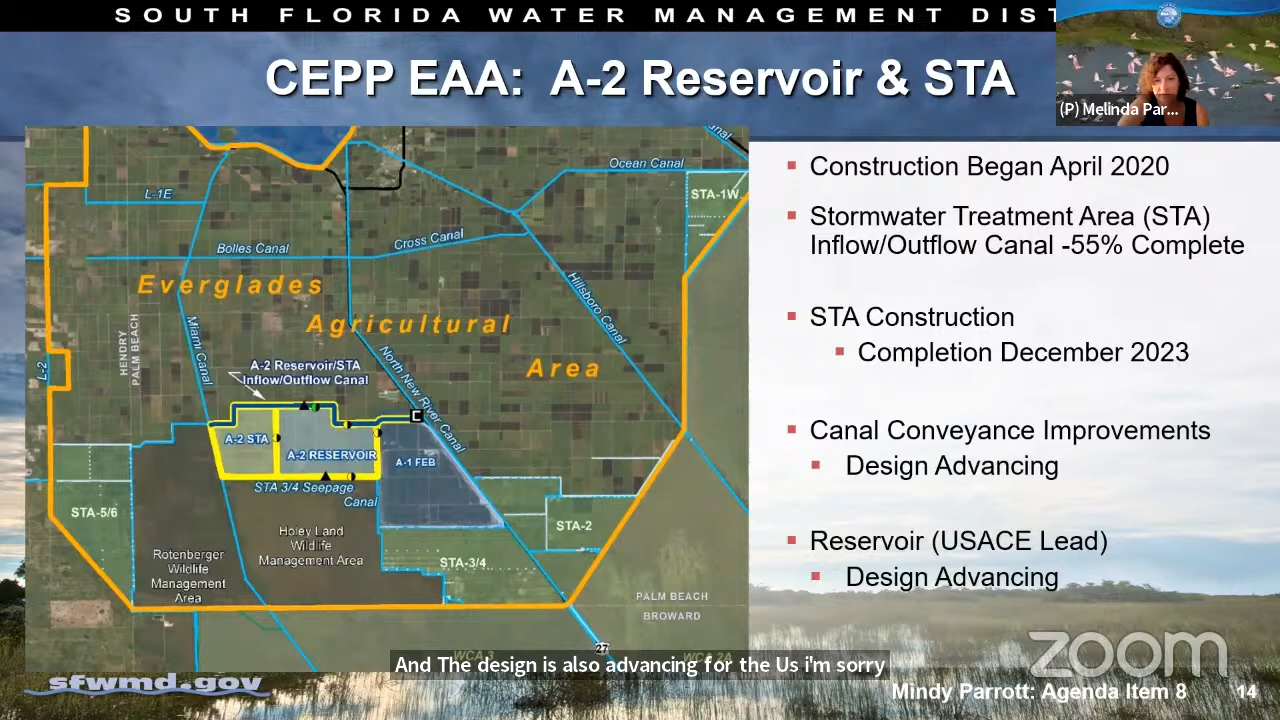 SOUTH FLORIDA WATER MANAGEMENT DIST
CEPP EAA: A-2 Reservoir & STA
(P) Melinda Par...
Construction Began April 2020
Stormwater Treatment Area (STA)
Inflow/Outflow Canal -55% Complete
STA Construction
Completion December 2023
Canal Conveyance Improvements
Design Advancing
Reservoir (USACE Lead)
Design Advancing
Ocean Canal
L-1E
STA-1W
Cross Canal
Bolles Canal
Everglades
Agricultural
Area
Hillsboro Canal
Miami Canal
HENDRY
PALM BEACH
North New River Canal
L-2
A-2 Reservoir/STA
Inflow/Outflow Canal
C
A-2 STA
A-2 RESERVOIR
A-1 FEB
STA 3/4 Seepage
Canal
STA-5/6
STA-2
Holey Land
Wildlife
Management Area
Rotenberger
Wildlife
Management
Area
STA-3/4
PALM BEACH
BROWARD
27
WCA 3
WCA 2A
And The design is also advancing for the Us i'm sorry
zoom
sfwmd.gov
Mindy Parrott: Agenda Item 8
14